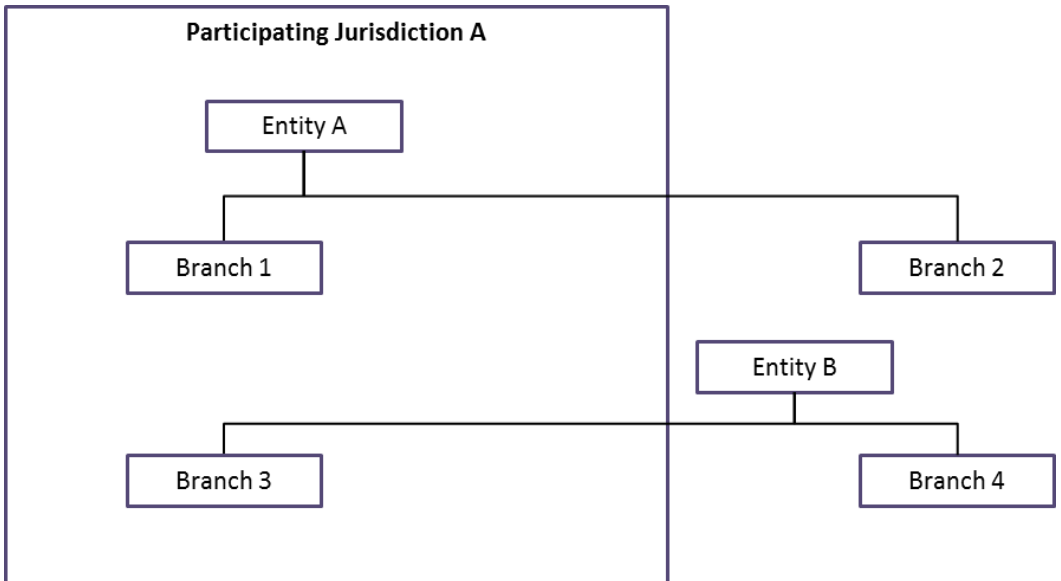 Participating Jurisdiction A
Entity A
Branch 1
Branch 2
Entity B
Branch 3
Branch 4